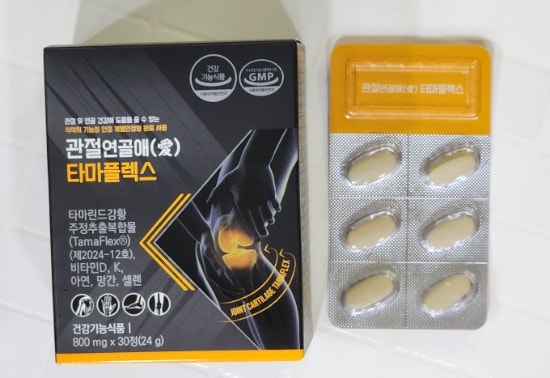 건강
기능식품
GMP
관절 및 연골 건강에 도움을 줄 수 있는
식약처 기능성 인정 개별인정형 원료 사용
관절연골애(愛)
타마플렉스
타마린드강황
주정추출복합물
(TamaFlex®)
(제2024-12호),
비타민D, K,
아연, 망간, 셀렌
JOINT CARTILAGE TAMAFLEX
건강기능식품 |
800 mg x 30정(24 g)
관절연골애(愛) 타마플렉스